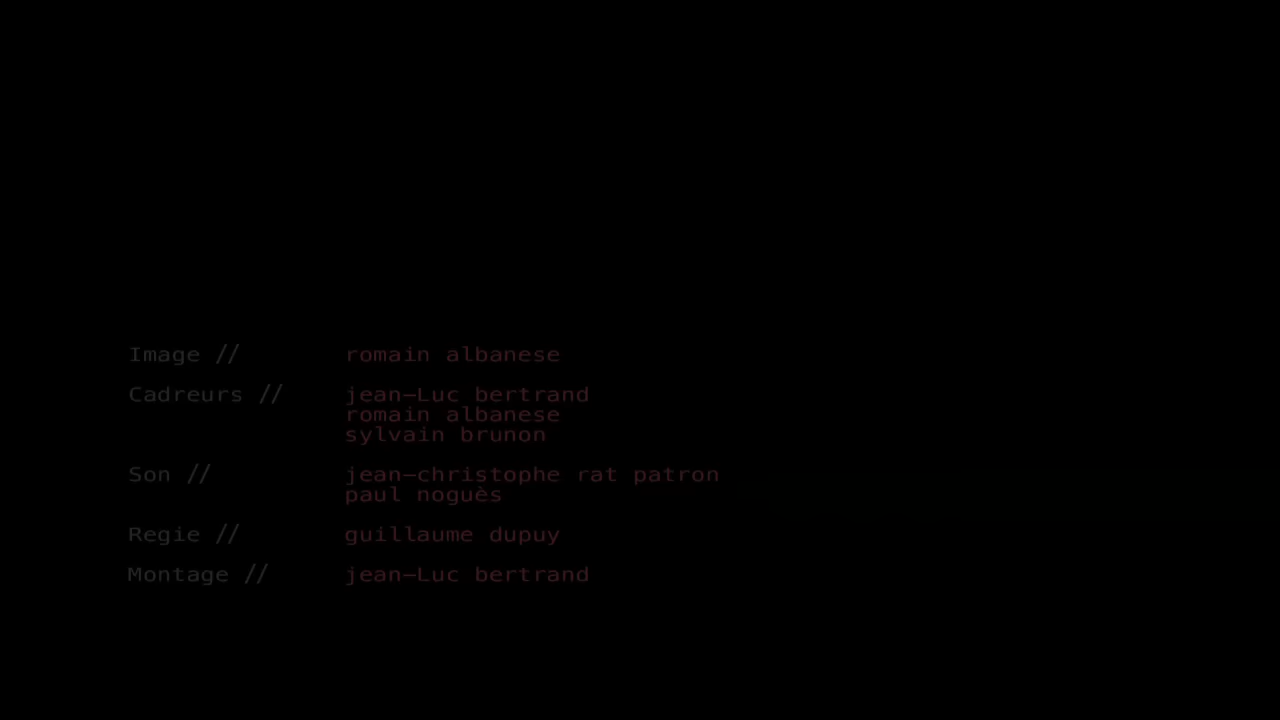 Image // romain albanese
Cadreurs // jean-Luc bertrand
romain albanese
sylvain brunon
Son // jean-christophe rat patron
paul noguès
Regie // guillaume dupuy
Montage // jean-Luc bertrand